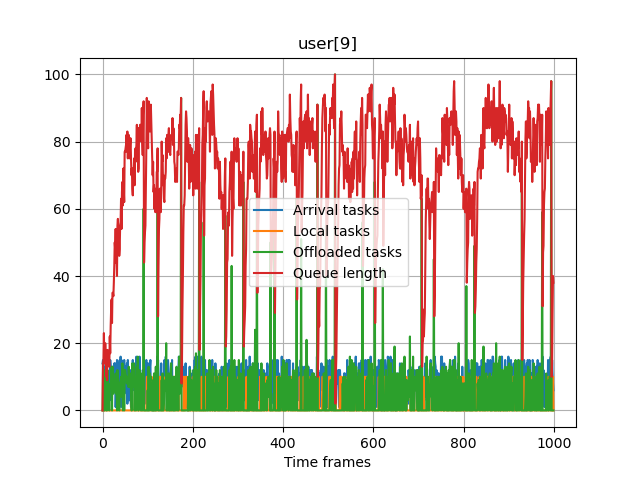 user[9]
100
80
60
40
20
0
Arrival tasks
Local tasks
Offloaded tasks
Queue length
0 200 400 600 800 1000
Time frames